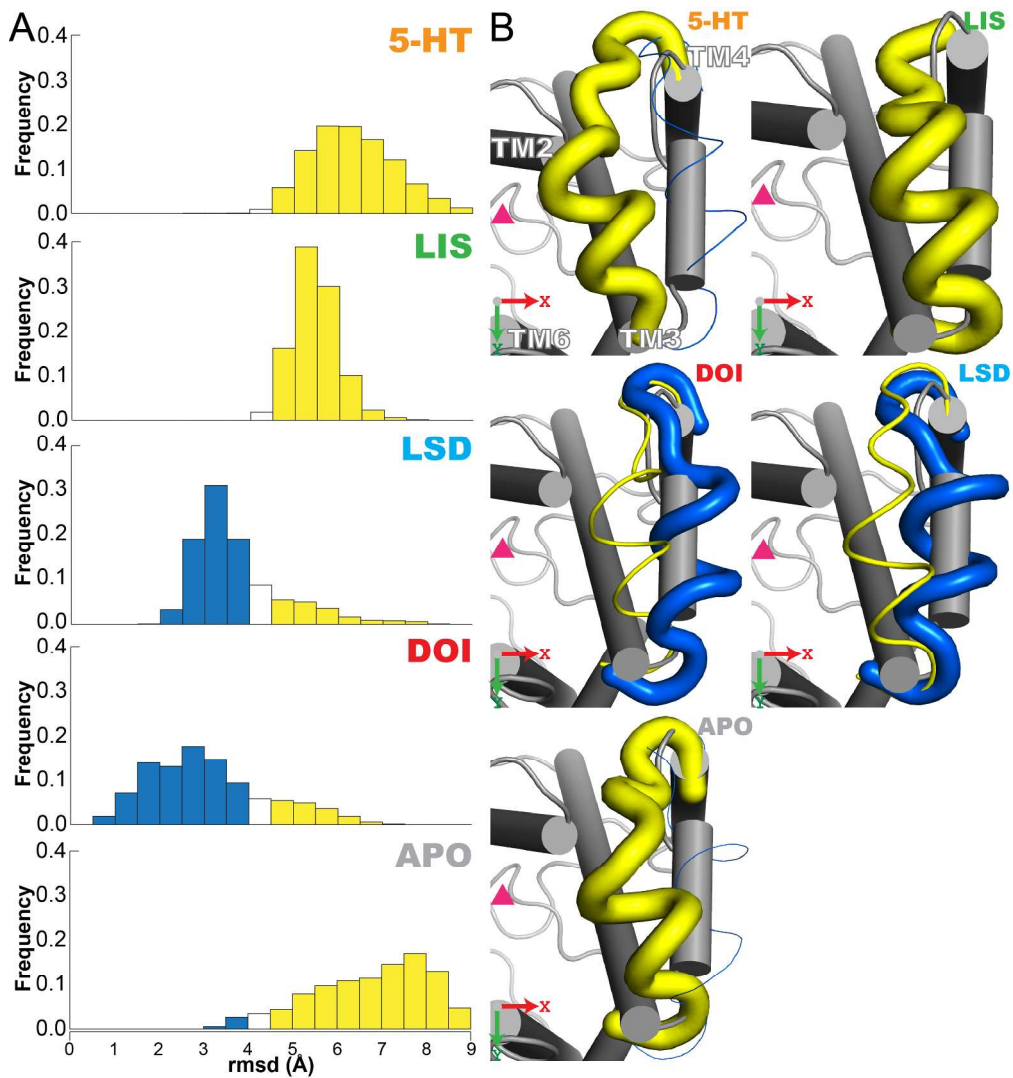 A
5-HT
0.4
0.3
0.2
0.1
0.0
Frequency
LIS
0.4
0.3
0.2
0.1
0.0
Frequency
LSD
0.4
0.3
0.2
0.1
0.0
Frequency
DOI
0.4
0.3
0.2
0.1
0.0
Frequency
APO
0.4
0.3
0.2
0.1
0.0
Frequency
0 1 2 3 4 5 6 7 8 9
rmsd (Å)
B
5-HT
TM4
TM2
X
Y
TM6
TM3
LIS
X
Y
DOI
X
Y
LSD
X
Y
APO
X
Y